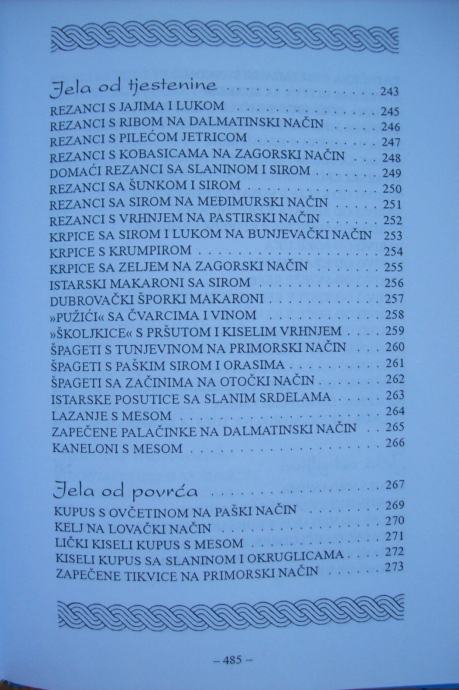 Jela od tjestenine . . . . . . . . . . . . . . . . 243
REZANCI S JAJIMA I LUKOM . . . . . . . . . . . . . . . . 245
REZANCI S RIBOM NA DALMATINSKI NAČIN . . . . . . 246
REZANCI S PILEĆOM JETRICOM . . . . . . . . . . . . . . 247
REZANCI S KOBASICAMA NA ZAGORSKI NAČIN . . . . 248
DOMAĆI REZANCI SA SLANINOM I SIROM . . . . . . . . 249
REZANCI SA ŠUNKOM I SIROM . . . . . . . . . . . . . . 250
REZANCI SA SIROM NA MEĐIMURSKI NAČIN . . . . . . 251
REZANCI S VRHNJEM NA PASTIRSKI NAČIN . . . . . . 252
KRPICE SA SIROM I LUKOM NA BUNJEVAČKI NAČIN 253
KRPICE S KRUMPIROM . . . . . . . . . . . . . . . . . . 254
KRPICE SA ZELJEM NA ZAGORSKI NAČIN . . . . . . . . 255
ISTARSKI MAKARONI SA SIROM . . . . . . . . . . . . . 256
DUBROVAČKI ŠPORKI MAKARONI . . . . . . . . . . . . 257
»PUŽIĆI« SA ČVARCIMA I VINOM . . . . . . . . . . . . 258
»ŠKOLJKICE« S PRŠUTOM I KISELIM VRHNJEM . . . . 259
ŠPAGETI S TUNJEVINOM NA PRIMORSKI NAČIN . . . . 260
ŠPAGETI S PAŠKIM SIROM I ORASIMA . . . . . . . . . . 261
ŠPAGETI SA ZAČINIMA NA OTOČKI NAČIN . . . . . . . 262
ISTARSKE POSUTICE SA SLANIM SRDELAMA . . . . . . 263
LAZANJE S MESOM . . . . . . . . . . . . . . . . . . . . 264
ZAPEČENE PALAČINKE NA DALMATINSKI NAČIN . . . 265
KANELONI S MESOM . . . . . . . . . . . . . . . . . . . 266
Jela od povrća . . . . . . . . . . . . . . . . . . 267
KUPUS S OVČETINOM NA PAŠKI NAČIN . . . . . . . . . 269
KELJ NA LOVAČKI NAČIN . . . . . . . . . . . . . . . . . 270
LIČKI KISELI KUPUS S MESOM . . . . . . . . . . . . . . 271
KISELI KUPUS SA SLANINOM I OKRUGLICAMA . . . . 272
ZAPEČENE TIKVICE NA PRIMORSKI NAČIN . . . . . . . 273
– 485 –